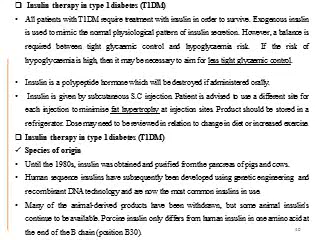 ❑ Insulin therapy in type 1 diabetes (T1DM)
• All patients with T1DM require treatment with insulin in order to survive. Exogenous insulin
is used to mimic the normal physiological pattern of insulin secretion. However, a balance is
required between tight glycaemic control and hypoglycaemia risk. If the risk of
hypoglycaemia is high, then it may be necessary to aim for less tight glycaemic control.
• Insulin is a polypeptide hormone which will be destroyed if administered orally.
• Insulin is given by subcutaneous S.C injection. Patient is advised to use a different site for
each injection to minimise fat hypertrophy at injection sites. Product should be stored in a
refrigerator. Dose may need to be reviewed in relation to change in diet or increased exercise
❑ Insulin therapy in type 1 diabetes (T1DM)
✓ Species of origin
• Until the 1980s, insulin was obtained and purified from the pancreas of pigs and cows.
• Human sequence insulins have subsequently been developed using genetic engineering and
recombinant DNA technology and are now the most common insulins in use.
• Many of the animal-derived products have been withdrawn, but some animal insulins
continue to be available. Porcine insulin only differs from human insulin in one amino acid at
the end of the B chain (position B30).